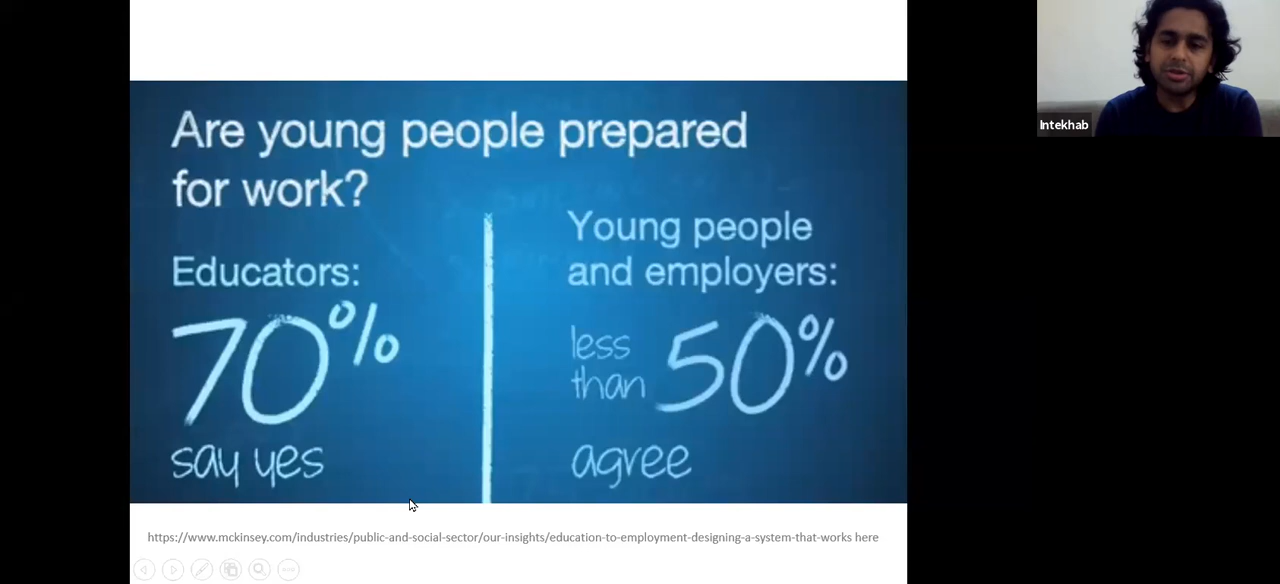 Are young people prepared
for work?
Educators:
70%
say yes
Young people
and employers:
less
than 50%
agree
https://www.mckinsey.com/industries/public-and-social-sector/our-insights/education-to-employment-designing-a-system-that-works here
Intekhab